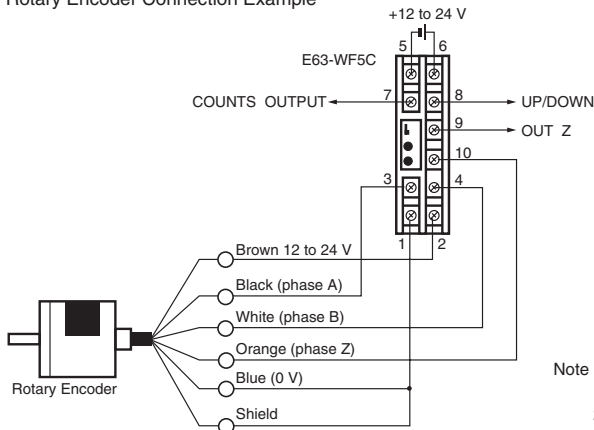 Rotary Encoder Connection Example
+12 to 24 V
5 6
E63-WF5C
COUNTS OUTPUT 7 8 UP/DOWN
9 OUT Z
10
3 4
1 2
Brown 12 to 24 V
Black (phase A)
White (phase B)
Orange (phase Z)
Blue (0 V)
Shield
Rotary Encoder
Note